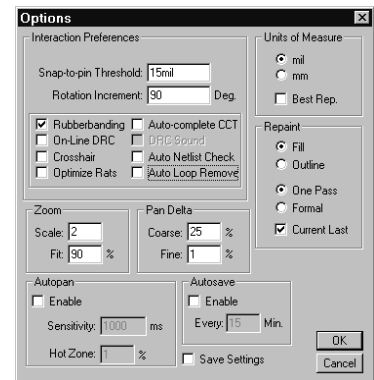 Options
Interaction Preferences
Snap-to-pin Threshold: 15mil
Rotation Increment: 90 Deg.
Rubberbanding Auto-complete CCT
On-Line DRC DRC Sound
Crosshair Auto Netlist Check
Optimize Rats Auto Loop Remove
Units of Measure
mil
mm
Best Rep.
Repaint
Fill
Outline
One Pass
Formal
Current Last
Zoom
Scale: 2
Fit: 90 %
Pan Delta
Coarse: 25 %
Fine: 1 %
Autopan
Enable
Sensitivity: 1000 ms
Hot Zone: 1 %
Autosave
Enable
Every: 15 Min.
Save Settings
OK
Cancel